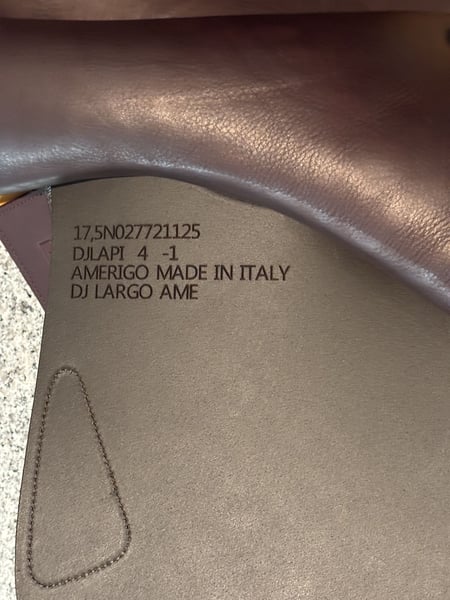 17,5N027721125
DJLAPI 4 -1
AMERIGO MADE IN ITALY
DJ LARGO AME